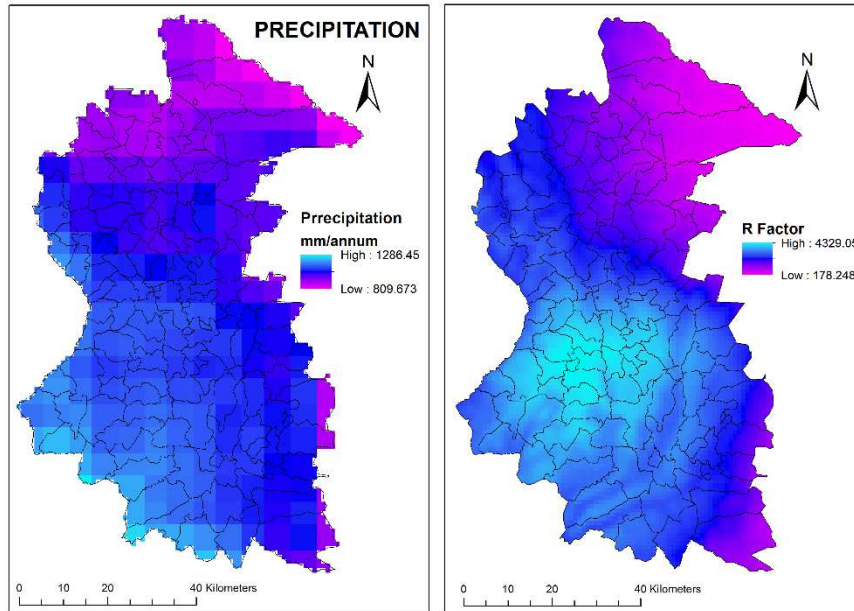 PRECIPITATION
N
Prrecipitation
mm/annum
High : 1286.45
Low : 809.673
0 10 20 40 Kilometers
N
R Factor
High : 4329.05
Low : 178.248
0 10 20 40 Kilometers